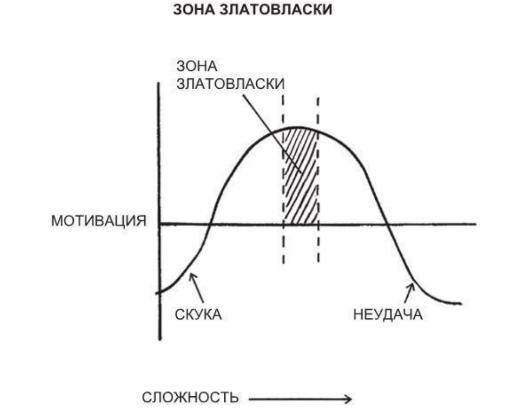 ЗОНА ЗЛАТОВЛАСКИ
ЗОНА
ЗЛАТОВЛАСКИ
МОТИВАЦИЯ
СКУКА
НЕУДАЧА
СЛОЖНОСТЬ